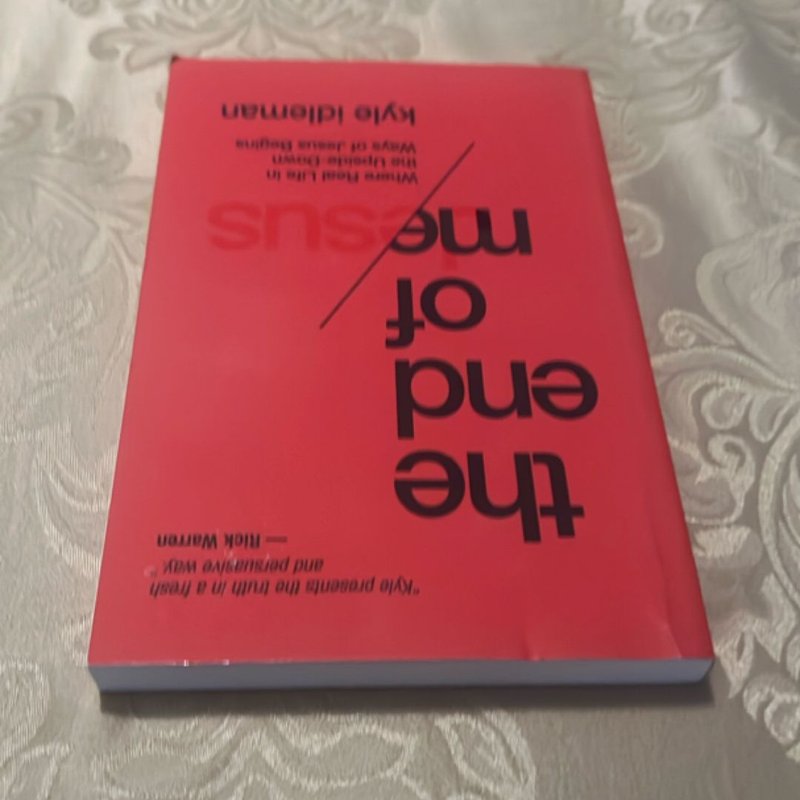 "Kyle presents the truth in a fresh
and persuasive way."
— Rick Warren
the
end
of
me
Jesus
Where Real Life in
the Upside-Down
Ways of Jesus Begins
kyle idleman